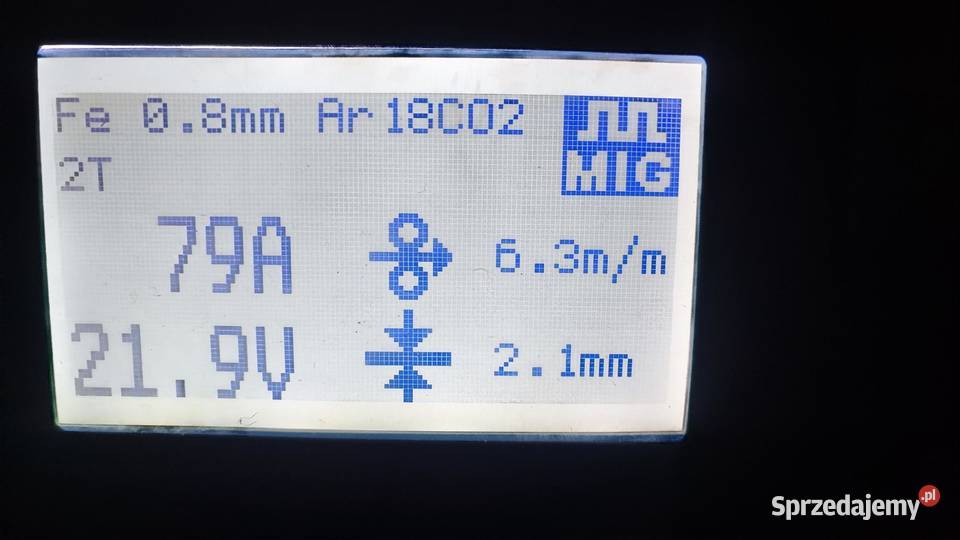 Fe 0.8mm Ar18CO2
MIG
2T
79A
6.3m/m
21.9V
2.1mm
Sprzedajemy.pl